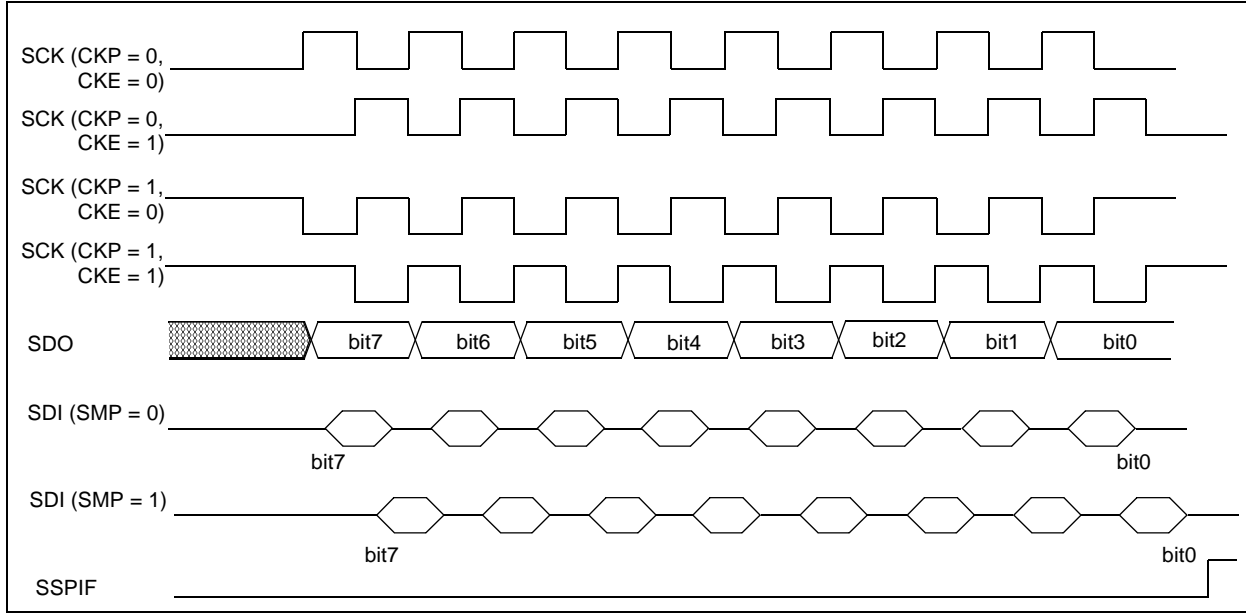 SCK (CKP = 0,
CKE = 0)
SCK (CKP = 0,
CKE = 1)
SCK (CKP = 1,
CKE = 0)
SCK (CKP = 1,
CKE = 1)
SDO bit7 bit6 bit5 bit4 bit3 bit2 bit1 bit0
SDI (SMP = 0)
bit7 bit0
SDI (SMP = 1)
bit7 bit0
SSPIF